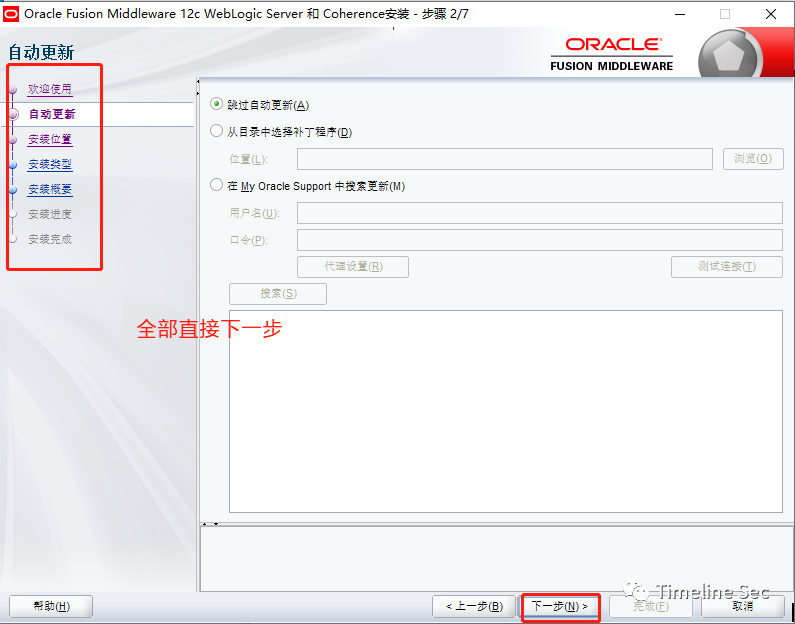 Oracle Fusion Middleware 12c WebLogic Server 和 Coherence安装 - 步骤 2/7
自动更新
ORACLE®
FUSION MIDDLEWARE
欢迎使用
自动更新
安装位置
安装类型
安装概要
安装进度
安装完成
跳过自动更新(A)
从目录中选择补丁程序(D)
位置(L):
浏览(O)
在 My Oracle Support 中搜索更新(M)
用户名(U):
口令(P):
代理设置(R)
测试连接(T)
搜索(S)
全部直接下一步
帮助(H)
< 上一步(B)
下一步(N) >
完成(F)
取消
Timeline Sec